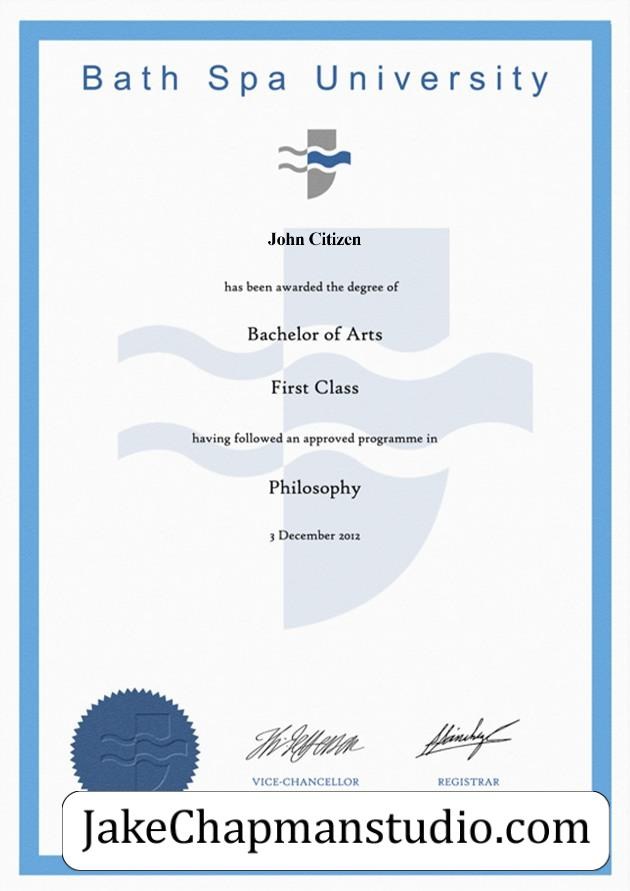 Bath Spa University
John Citizen
has been awarded the degree of
Bachelor of Arts
First Class
having followed an approved programme in
Philosophy
3 December 2012
VICE-CHANCELLOR REGISTRAR
JakeChapmanstudio.com